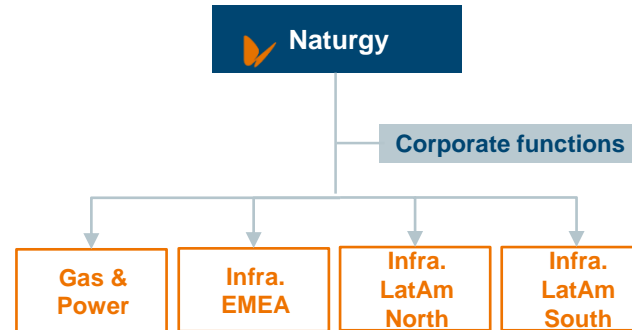 Naturgy
Corporate functions
Gas &
Power
Infra.
EMEA
Infra.
LatAm
North
Infra.
LatAm
South